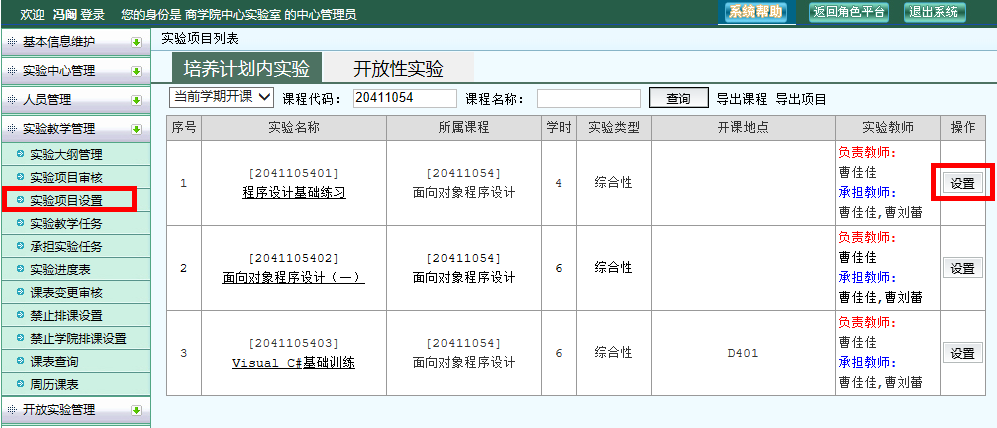 欢迎 冯阁 登录 您的身份是 商学院中心实验室 的中心管理员 系统帮助 返回角色平台 退出系统
基本信息维护
实验中心管理
人员管理
实验教学管理
实验大纲管理
实验项目审核
实验项目设置
实验教学任务
承担实验任务
实验进度表
课表变更审核
禁止排课设置
禁止学院排课设置
课表查询
周历课表
开放实验管理
实验项目列表
培养计划内实验 开放性实验
当前学期开课 课程代码: 20411054 课程名称: 查询 导出课程 导出项目
序号 实验名称 所属课程 学时 实验类型 开课地点 实验教师 操作
1 [2041105401] 程序设计基础练习 [20411054] 面向对象程序设计 4 综合性 负责教师: 曹佳佳 承担教师: 曹佳佳,曹刘蕃 设置
2 [2041105402] 面向对象程序设计（一） [20411054] 面向对象程序设计 6 综合性 负责教师: 曹佳佳 承担教师: 曹佳佳,曹刘蕃 设置
3 [2041105403] Visual C#基础训练 [20411054] 面向对象程序设计 6 综合性 D401 负责教师: 曹佳佳 承担教师: 曹佳佳,曹刘蕃 设置